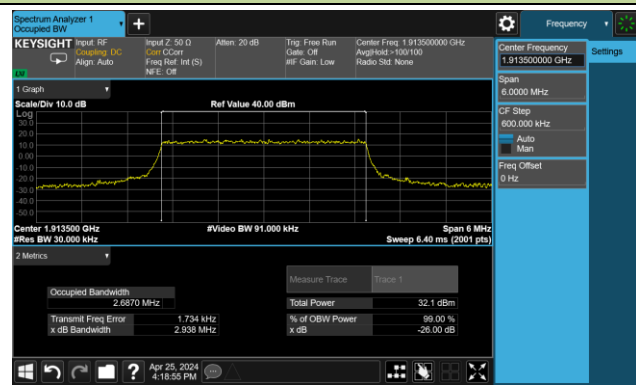 Spectrum Analyzer 1
Occupied BW
Frequency
KEYSIGHT
Input: RF
Coupling: DC
Align: Auto
Input Z: 50 Ω
Corr CCorr
Freq Ref: Int (S)
NFE: Off
Atten: 20 dB
Trig: Free Run
Gate: Off
#IF Gain: Low
Center Freq: 1.913500000 GHz
Avg|Hold:>100/100
Radio Std: None
Center Frequency
1.913500000 GHz
Settings
Span
6.0000 MHz
CF Step
600.000 kHz
Auto
Man
Freq Offset
0 Hz
1 Graph
Scale/Div 10.0 dB
Ref Value 40.00 dBm
Log
30.0
20.0
10.0
0.00
-10.0
-20.0
-30.0
-40.0
-50.0
Center 1.913500 GHz
#Video BW 91.000 kHz
Span 6 MHz
#Res BW 30.000 kHz
Sweep 6.40 ms (2001 pts)
2 Metrics
Measure Trace
Trace 1
Occupied Bandwidth
2.6870 MHz
Total Power
32.1 dBm
Transmit Freq Error
1.734 kHz
% of OBW Power
99.00 %
x dB Bandwidth
2.938 MHz
x dB
-26.00 dB
?
Apr 25, 2024
4:18:55 PM